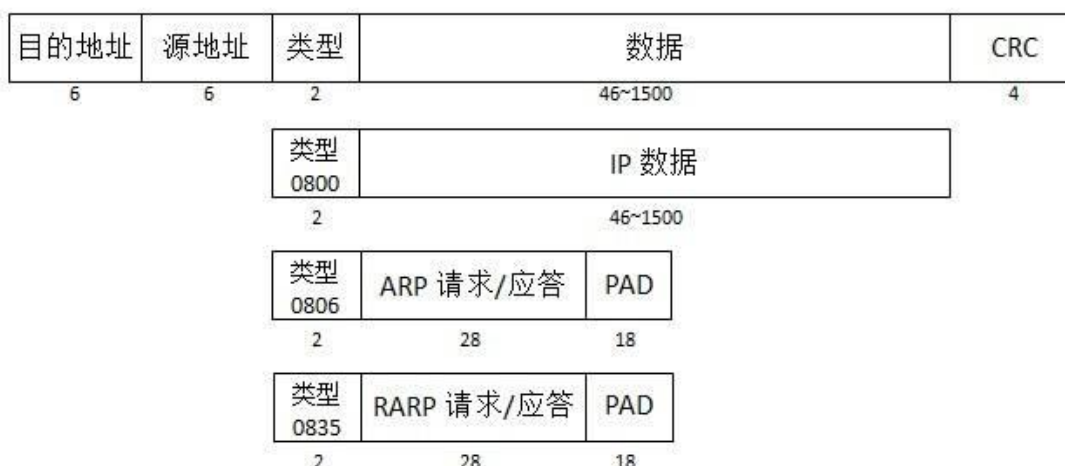 目的地址 源地址 类型 数据 CRC
6 6 2 46~1500 4
类型
0800
IP 数据
2 46~1500
类型
0806
ARP 请求/应答 PAD
2 28 18
类型
0835
RARP 请求/应答 PAD
2 28 18